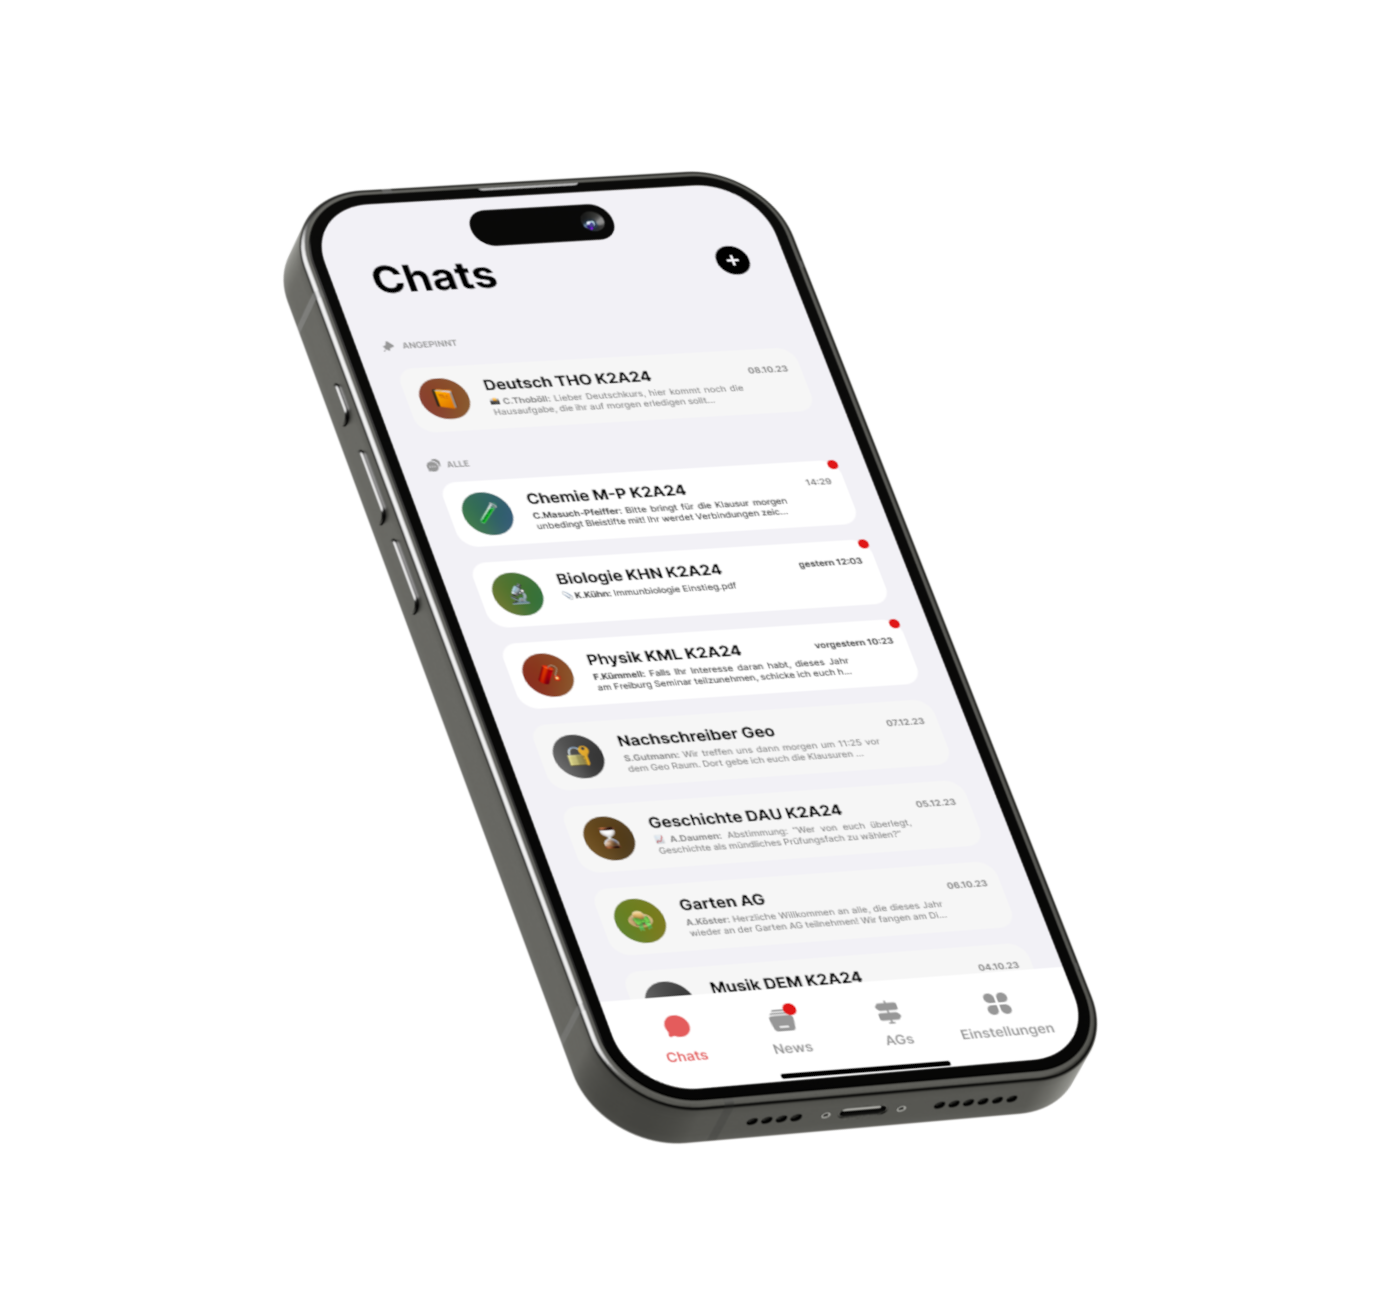 Chats
ANGEPINNT
Deutsch THO K2A24
08.10.23
C.Thoböll: Lieber Deutschkurs, hier kommt noch die
Hausaufgabe, die ihr auf morgen erledigen sollt...
ALLE
Chemie M-P K2A24
14:29
C.Masuch-Pfeiffer: Bitte bringt für die Klausur morgen
unbedingt Bleistifte mit! Ihr werdet Verbindungen zeic...
Biologie KHN K2A24
gestern 12:03
K.Kühn: Immunbiologie Einstieg.pdf
Physik KML K2A24
vorgestern 10:23
F.Kümmell: Falls Ihr Interesse daran habt, dieses Jahr
am Freiburg Seminar teilzunehmen, schicke ich euch h...
Nachschreiber Geo
07.12.23
S.Gutmann: Wir treffen uns dann morgen um 11:25 vor
dem Geo Raum. Dort gebe ich euch die Klausuren ...
Geschichte DAU K2A24
05.12.23
A.Daumen: Abstimmung: "Wer von euch überlegt,
Geschichte als mündliches Prüfungsfach zu wählen?"
Garten AG
06.10.23
A.Köster: Herzliche Willkommen an alle, die dieses Jahr
wieder an der Garten AG teilnehmen! Wir fangen am Di...
Musik DEM K2A24
04.10.23
Chats
News
AGs
Einstellungen